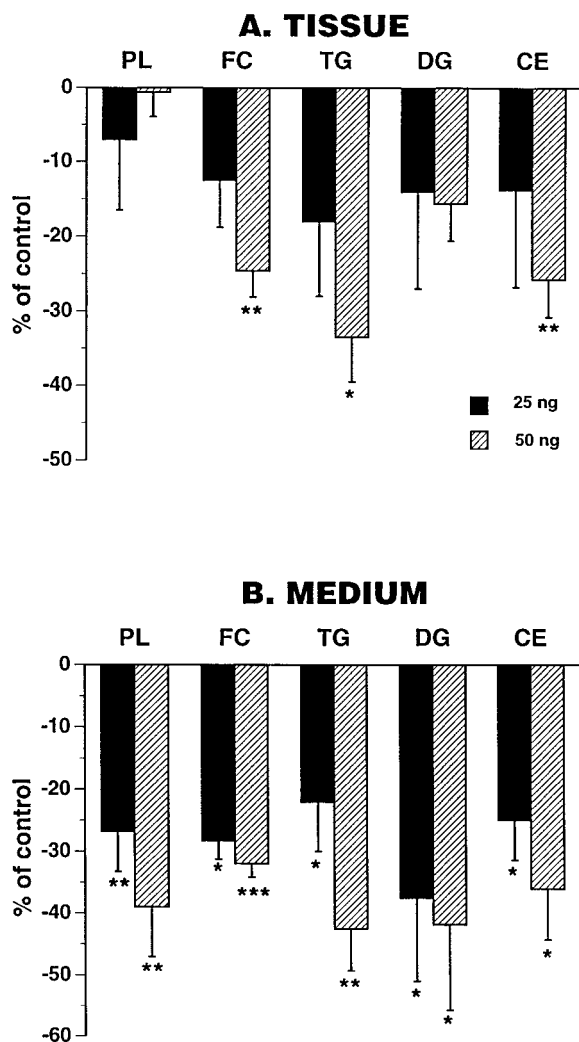 A. TISSUE
PL FC TG DG CE
0
-10
-20
-30
-40
-50
% of control
** * **
25 ng
50 ng
B. MEDIUM
PL FC TG DG CE
0
-10
-20
-30
-40
-50
-60
% of control
** ** * *** * ** * * * *